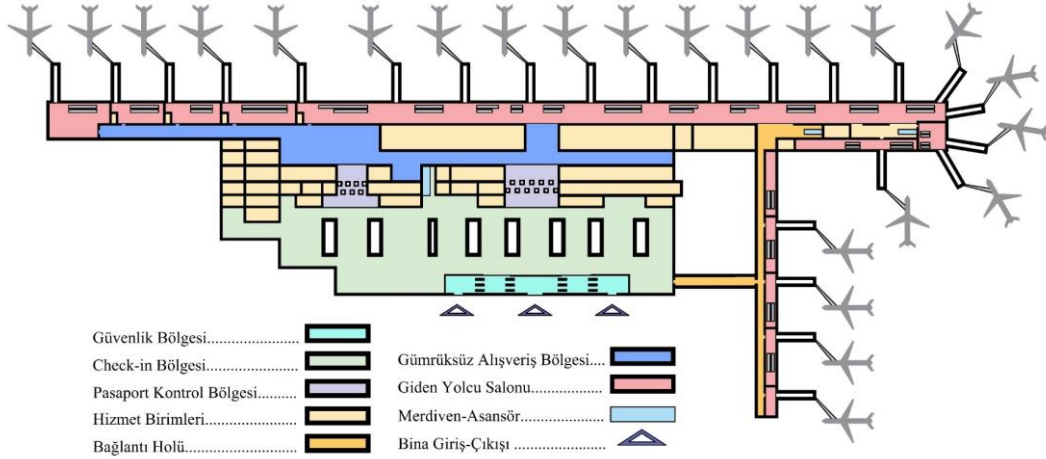 Güvenlik Bölgesi........................
Check-in Bölgesi........................
Pasaport Kontrol Bölgesi...........
Hizmet Birimleri........................
Bağlantı Holü............................
Gümrüksüz Alışveriş Bölgesi....
Giden Yolcu Salonu...................
Merdiven-Asansör.....................
Bina Giriş-Çıkışı ......................